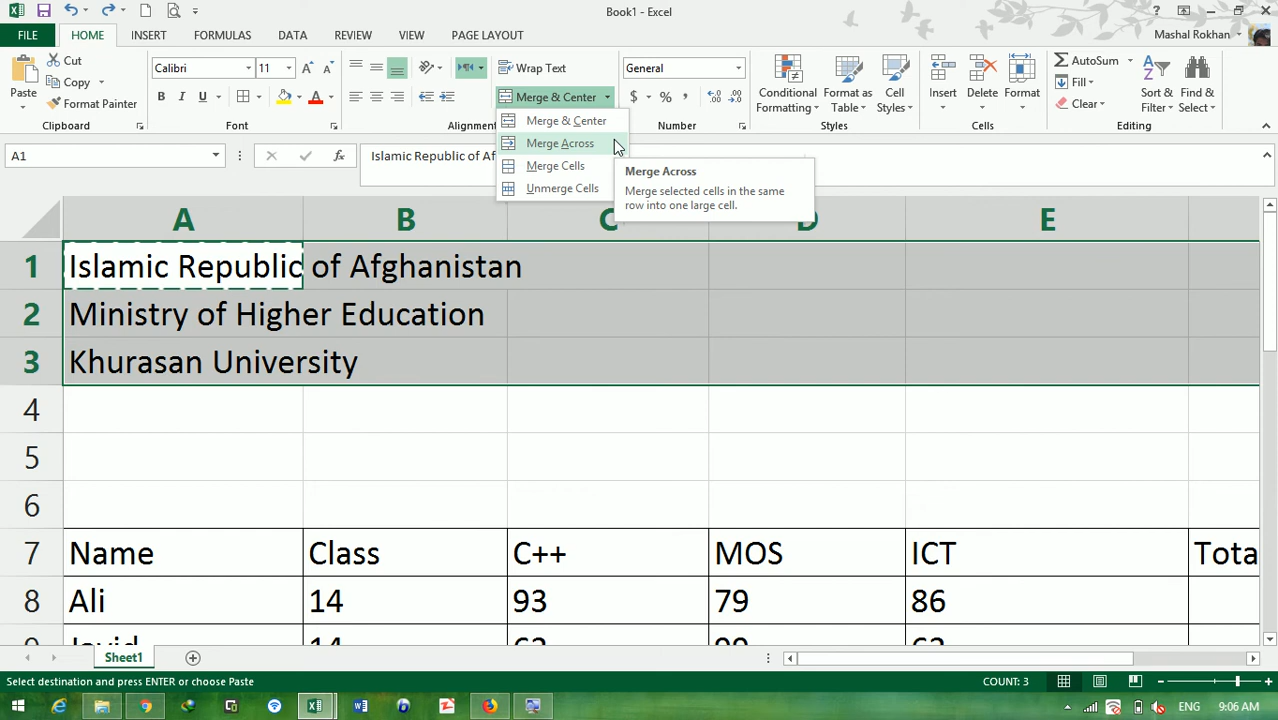 Book1 - Excel
FILE HOME INSERT FORMULAS DATA REVIEW VIEW PAGE LAYOUT Mashal Rokhan
Paste Cut Copy Format Painter Clipboard
Calibri 11 B I U A Font
Wrap Text Merge & Center Alignm
General $ % Number
Conditional Formatting Format as Table Cell Styles Styles
Insert Delete Format Cells
AutoSum Fill Clear Sort & Filter Find & Select Editing
Merge & Center
Merge Across
Merge Cells
Unmerge Cells
Merge Across
Merge selected cells in the same
row into one large cell.
A1 fx Islamic Republic of Af
A B C D E
1 Islamic Republic of Afghanistan
2 Ministry of Higher Education
3 Khurasan University
4
5
6
7 Name Class C++ MOS ICT Tota
8 Ali 14 93 79 86
Sheet1
Select destination and press ENTER or choose Paste COUNT: 3
ENG 9:06 AM